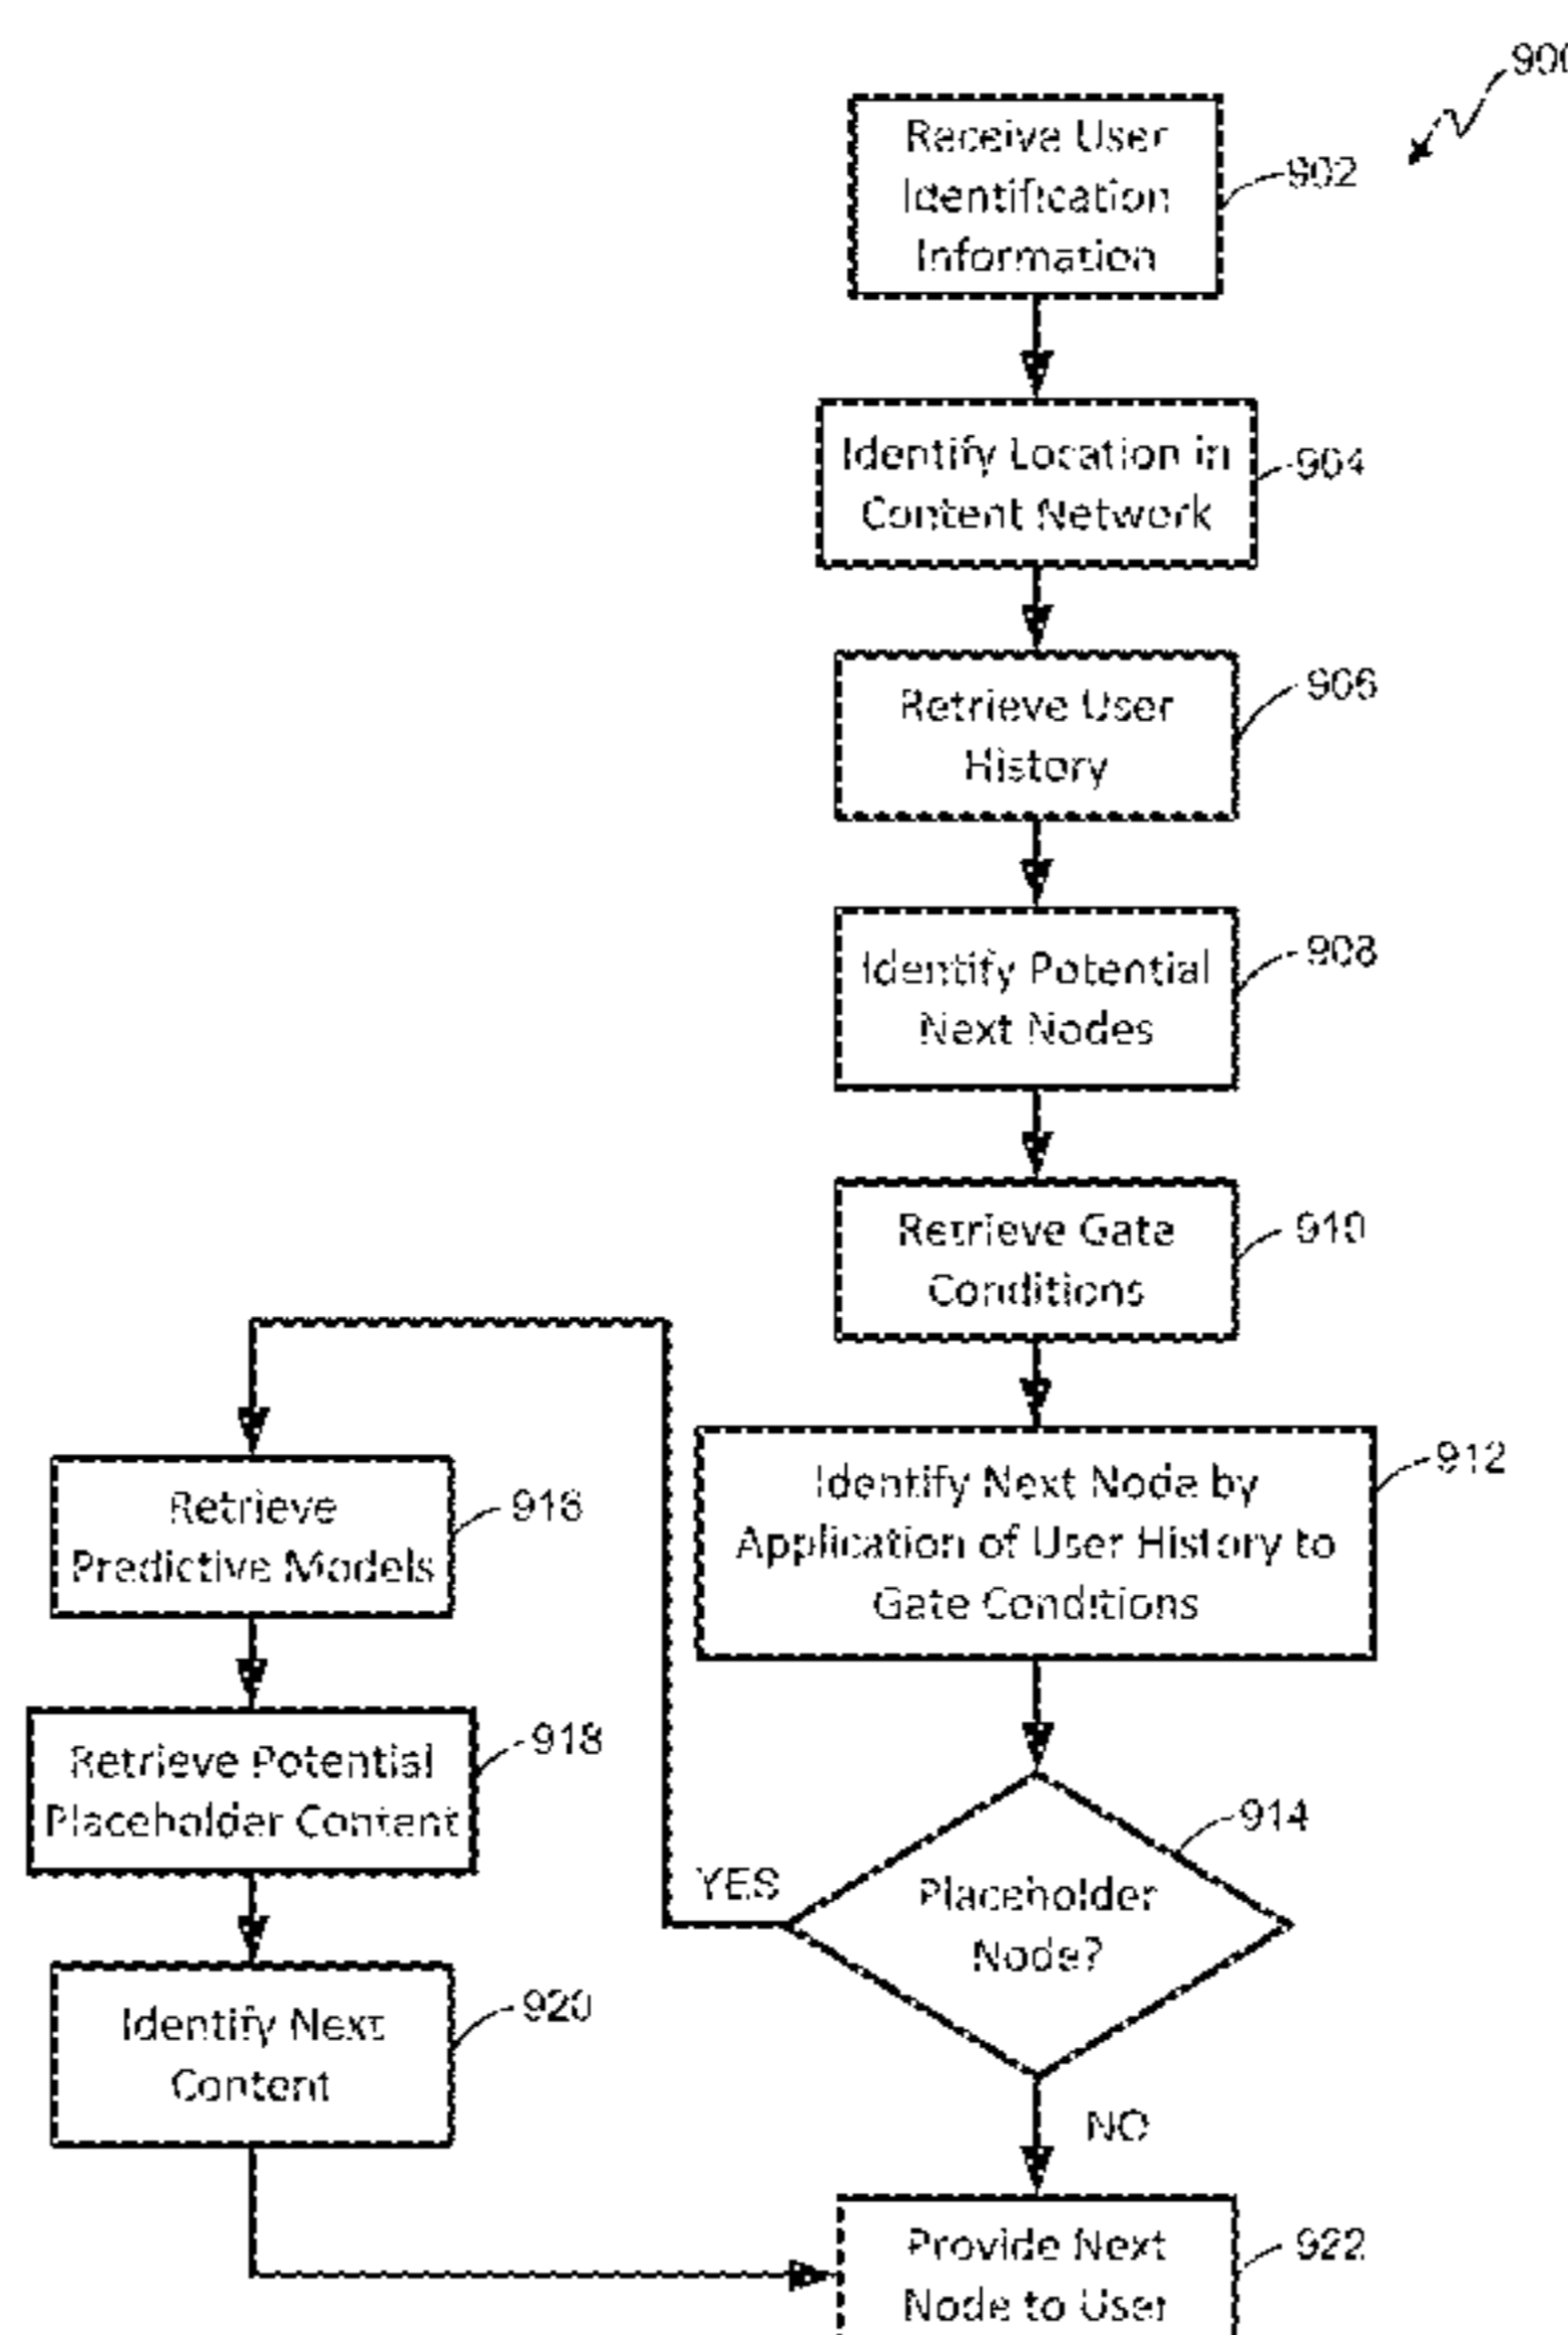 900
Receive User
Identification
Information
902
Identify Location in
Content Network
904
Retrieve User
History
906
Identify Potential
Next Nodes
908
Retrieve Gate
Conditions
910
Identify Next Node by
Application of User History to
Gate Conditions
912
Placeholder
Node?
914
YES
NO
Retrieve
Predictive Models
916
Retrieve Potential
Placeholder Content
918
Identify Next
Content
920
Provide Next
Node to User
922